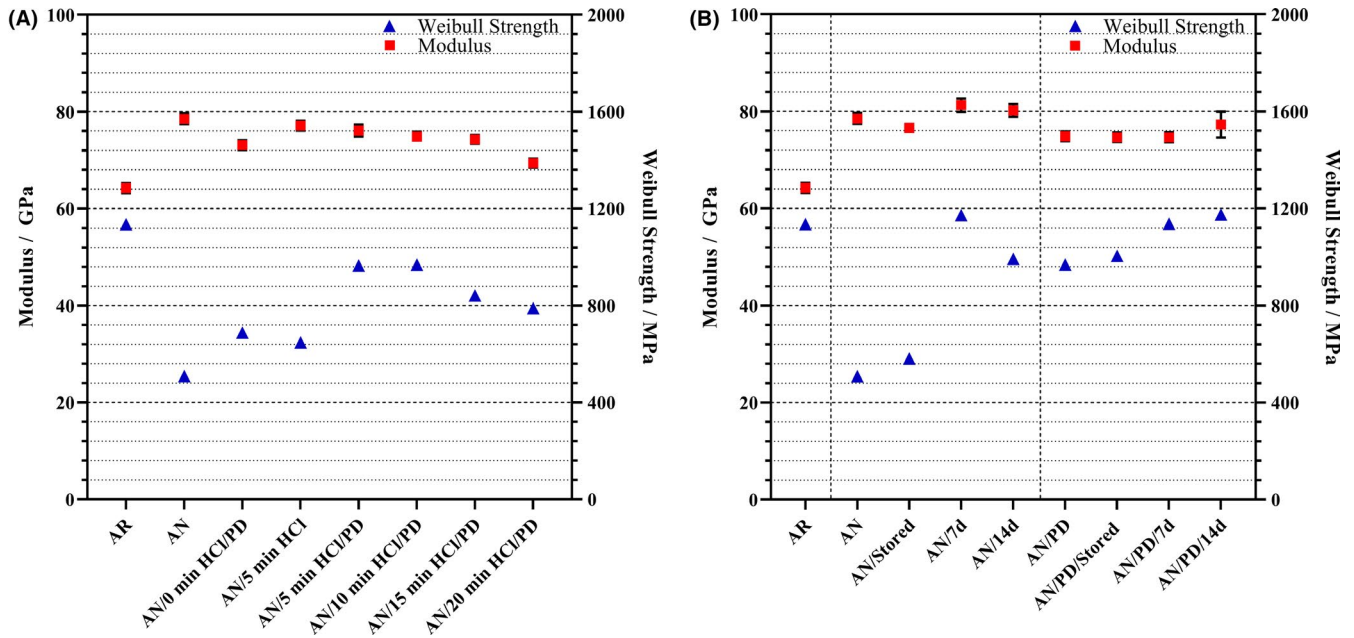 (A)
Weibull Strength
Modulus
Modulus / GPa
100
80
60
40
20
0
2000
1600
1200
800
400
0
Weibull Strength / MPa
AR
AN
AN/0 min HCl/PD
AN/5 min HCl
AN/5 min HCl/PD
AN/10 min HCl/PD
AN/15 min HCl/PD
AN/20 min HCl/PD
(B)
Weibull Strength
Modulus
Modulus / GPa
100
80
60
40
20
0
2000
1600
1200
800
400
0
Weibull Strength / MPa
AR
AN
AN/Stored
AN/7d
AN/14d
AN/PD
AN/PD/Stored
AN/PD/7d
AN/PD/14d